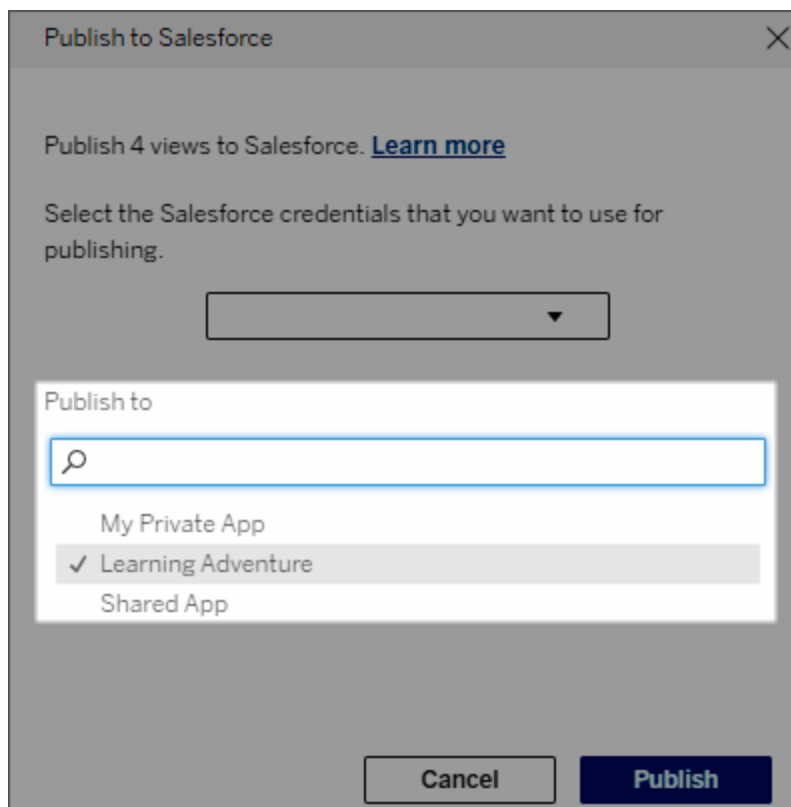 Publish to Salesforce
Publish 4 views to Salesforce. Learn more
Select the Salesforce credentials that you want to use for
publishing.
Publish to
My Private App
Learning Adventure
Shared App
Cancel
Publish